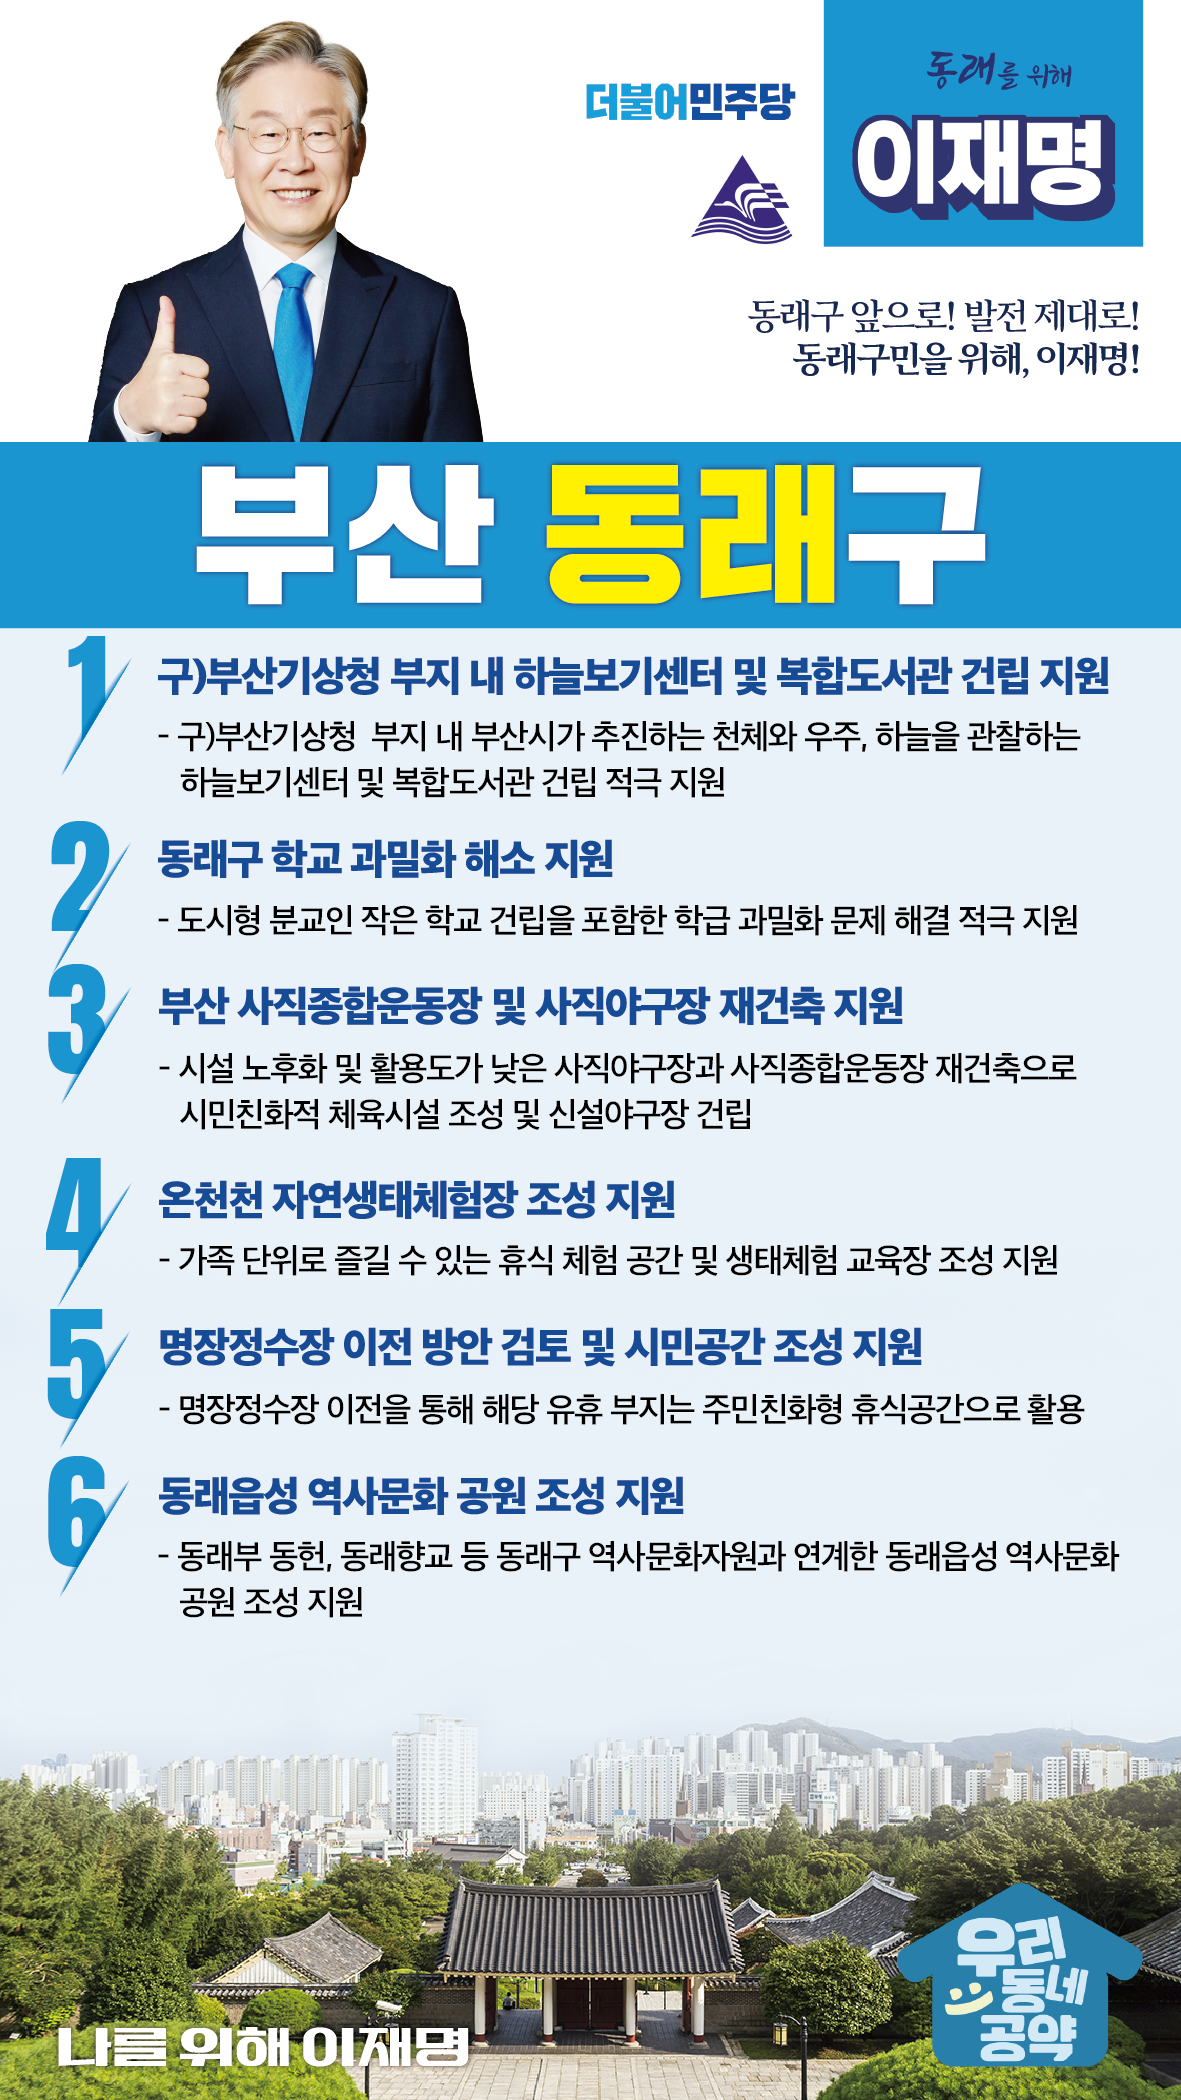 더불어민주당
동래를 위해
이재명
동래구 앞으로! 발전 제대로!
동래구민을 위해, 이재명!
부산 동래구
1
구)부산기상청 부지 내 하늘보기센터 및 복합도서관 건립 지원
- 구)부산기상청 부지 내 부산시가 추진하는 천체와 우주, 하늘을 관찰하는
하늘보기센터 및 복합도서관 건립 적극 지원
2
동래구 학교 과밀화 해소 지원
- 도시형 분교인 작은 학교 건립을 포함한 학급 과밀화 문제 해결 적극 지원
3
부산 사직종합운동장 및 사직야구장 재건축 지원
- 시설 노후화 및 활용도가 낮은 사직야구장과 사직종합운동장 재건축으로
시민친화적 체육시설 조성 및 신설야구장 건립
4
온천천 자연생태체험장 조성 지원
- 가족 단위로 즐길 수 있는 휴식 체험 공간 및 생태체험 교육장 조성 지원
5
명장정수장 이전 방안 검토 및 시민공간 조성 지원
- 명장정수장 이전을 통해 해당 유휴 부지는 주민친화형 휴식공간으로 활용
6
동래읍성 역사문화 공원 조성 지원
- 동래부 동헌, 동래향교 등 동래구 역사문화자원과 연계한 동래읍성 역사문화
공원 조성 지원
나를 위해 이재명
우리
동네
공약